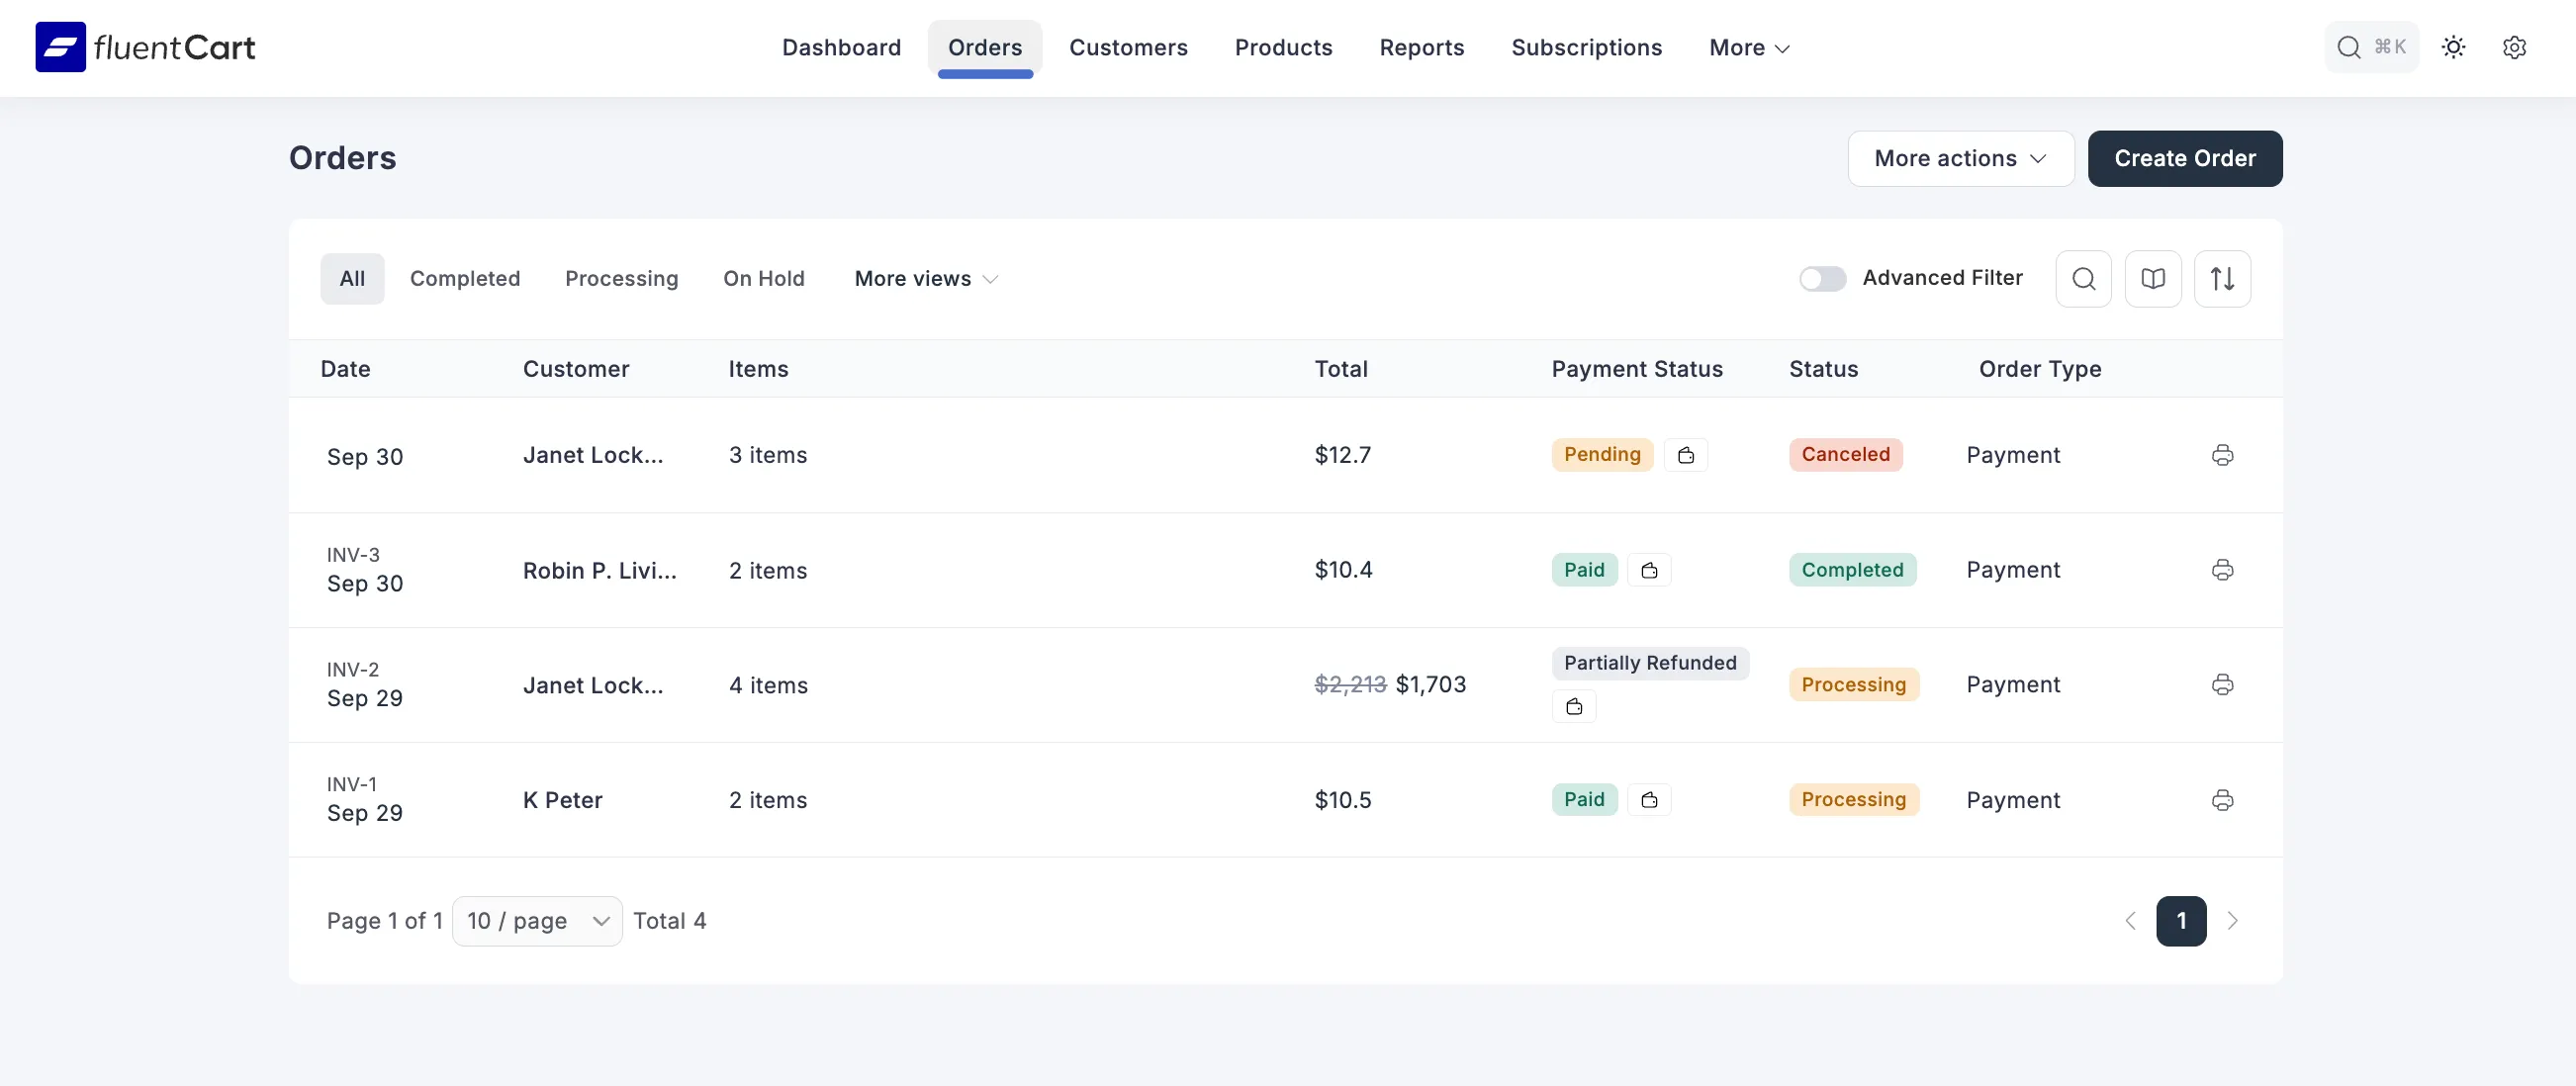 fluentCart Dashboard Orders Customers Products Reports Subscriptions More ⌘K
Orders More actions Create Order
All Completed Processing On Hold More views Advanced Filter
Date Customer Items Total Payment Status Status Order Type
Sep 30 Janet Lock... 3 items $12.7 Pending Canceled Payment
INV-3
Sep 30 Robin P. Livi... 2 items $10.4 Paid Completed Payment
INV-2
Sep 29 Janet Lock... 4 items $2,213 $1,703 Partially Refunded Processing Payment
INV-1
Sep 29 K Peter 2 items $10.5 Paid Processing Payment
Page 1 of 1 10 / page Total 4 1